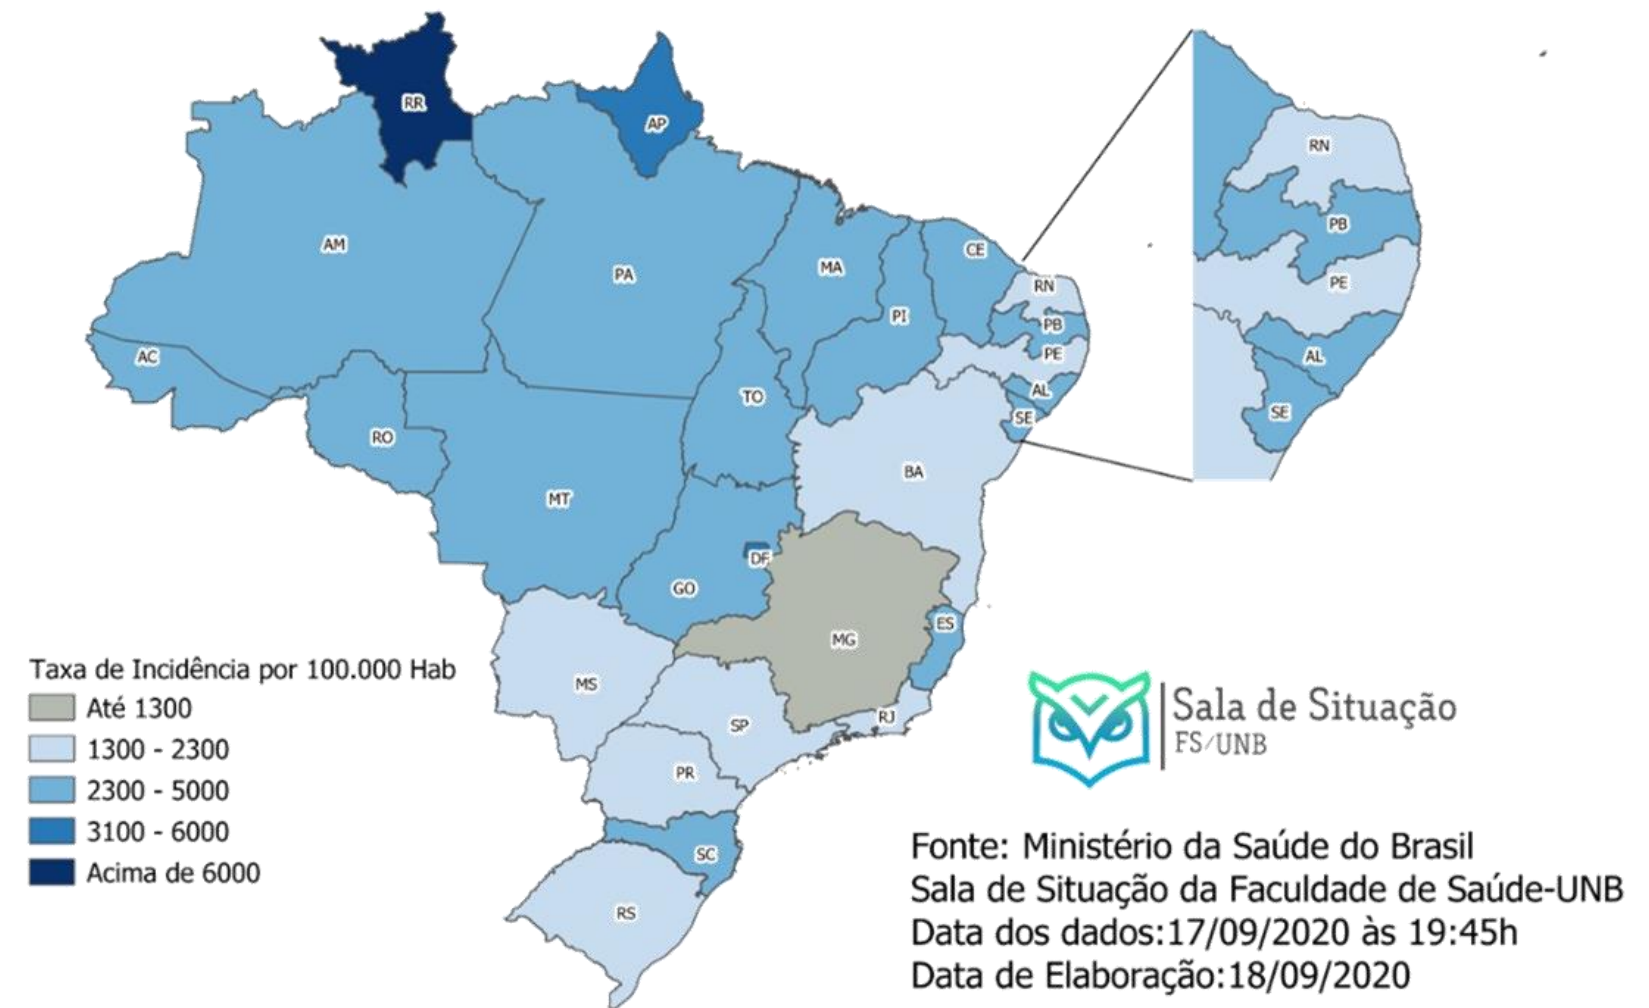 RR
AP
AM
PA
MA
CE
RN
PI
PB
PE
AC
TO
AL
SE
RO
BA
MT
DF
GO
MG
ES
MS
SP
RJ
PR
SC
RS
RN
PB
PE
AL
SE
Taxa de Incidência por 100.000 Hab
Até 1300
1300 - 2300
2300 - 5000
3100 - 6000
Acima de 6000
Sala de Situação
FS/UNB
Fonte: Ministério da Saúde do Brasil
Sala de Situação da Faculdade de Saúde-UNB
Data dos dados:17/09/2020 às 19:45h
Data de Elaboração:18/09/2020